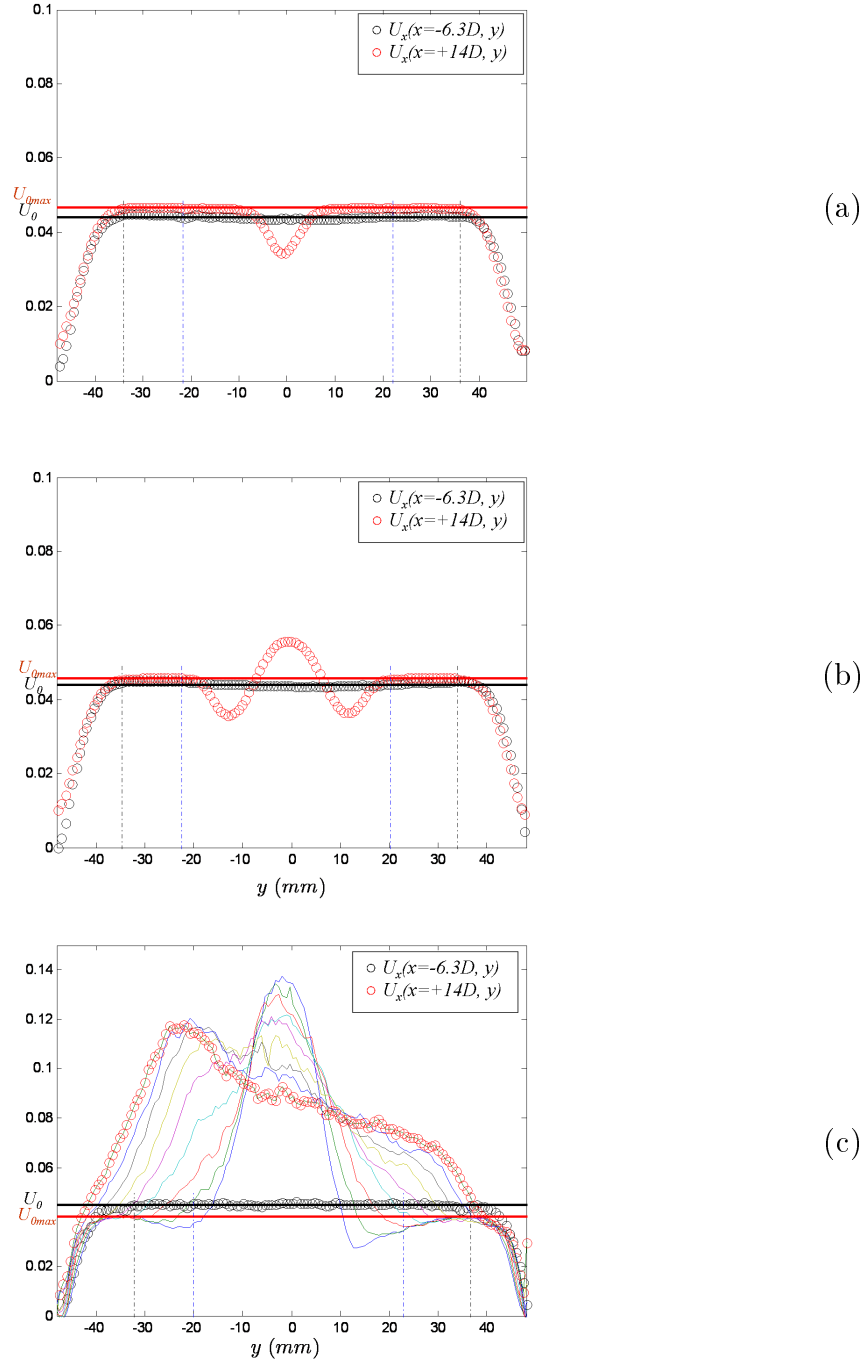 0.1
U_x(x=-6.3D, y)
U_x(x=+14D, y)
0.08
0.06
U_0max
U_0
0.04
0.02
0
-40 -30 -20 -10 0 10 20 30 40
(a)
0.1
U_x(x=-6.3D, y)
U_x(x=+14D, y)
0.08
0.06
U_0max
U_0
0.04
0.02
0
-40 -30 -20 -10 0 10 20 30 40
y (mm)
(b)
U_x(x=-6.3D, y)
U_x(x=+14D, y)
0.14
0.12
0.1
0.08
0.06
U_0
U_0max
0.04
0.02
0
-40 -30 -20 -10 0 10 20 30 40
y (mm)
(c)